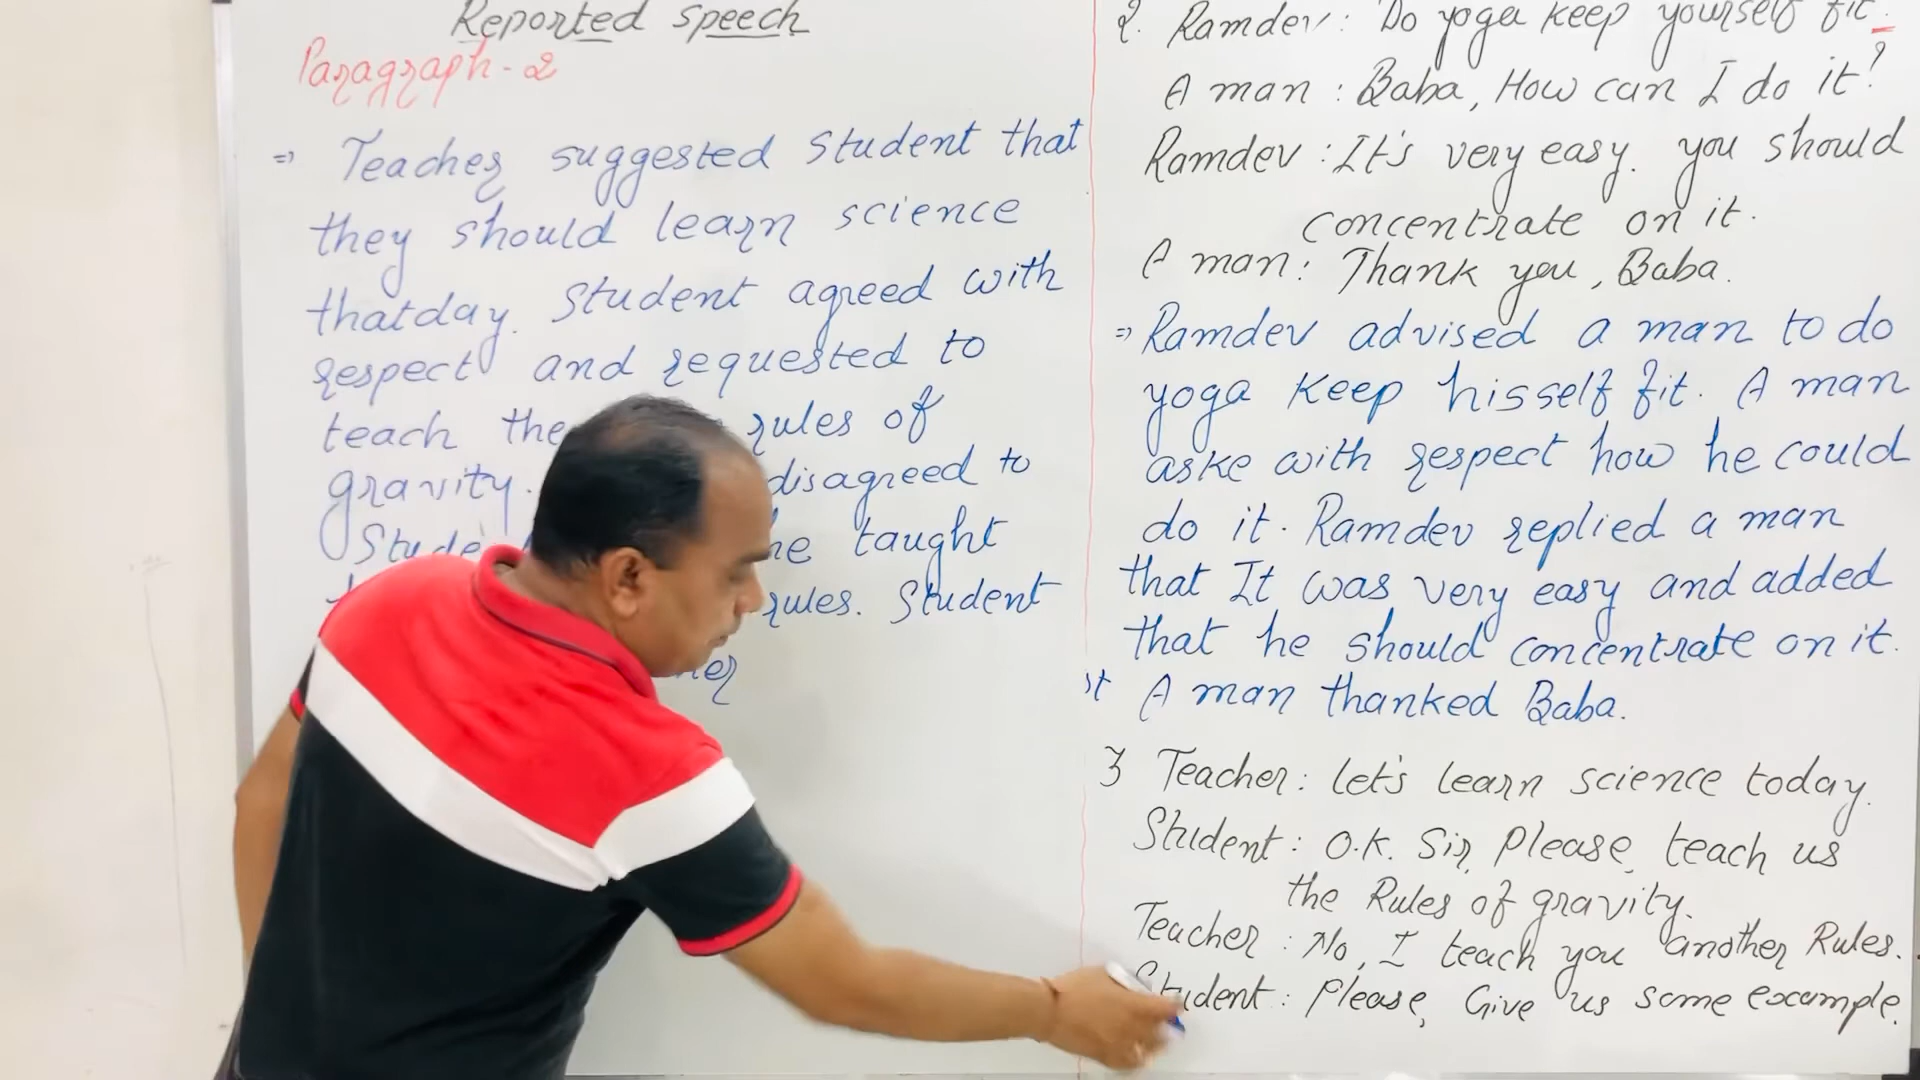 Reported speech
Paragraph-2
=> Teacher suggested student that
they should learn science
thatday. Student agreed with
respect and requested to
teach the rules of
gravity. disagreed to
he taught
rules. Student
2. Ramdev: Do yoga keep yourself fit.
A man : Baba, How can I do it?
Ramdev : It's very easy. you should
concentrate on it.
A man: Thank you, Baba.
=> Ramdev advised a man to do
yoga keep hisself fit. A man
aske with respect how he could
do it. Ramdev replied a man
that It was very easy and added
that he should concentrate on it.
A man thanked Baba.
3 Teacher: Let's learn science today.
Student: O.K. Sir, Please, teach us
the Rules of gravity.
Teacher : No, I teach you another Rules.
Student: Please, Give us some example.